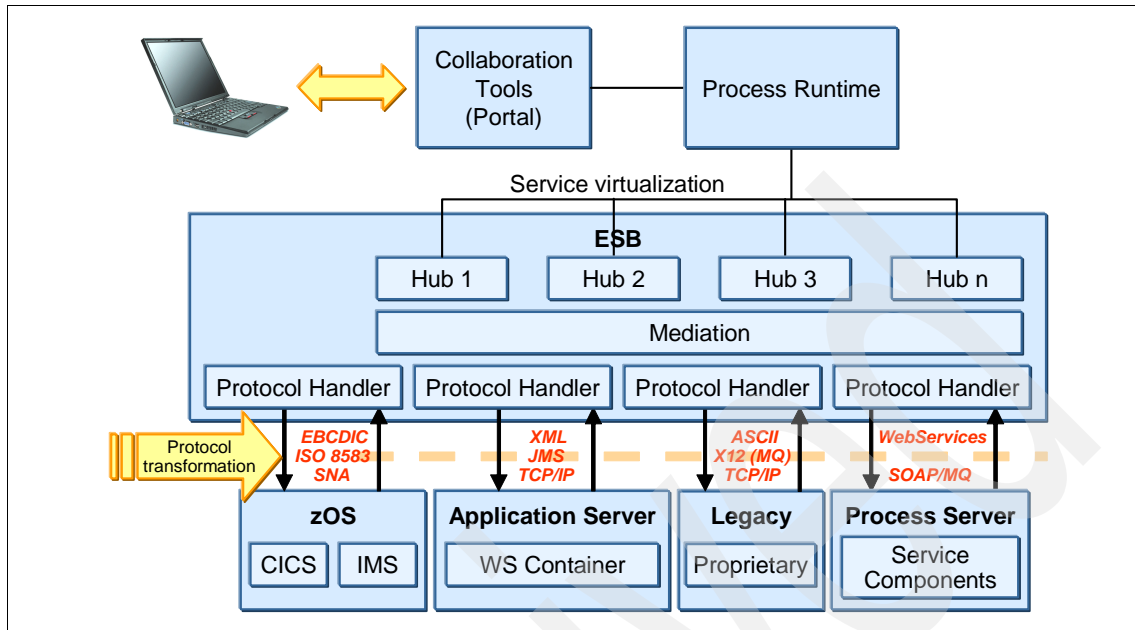 Collaboration
Tools
(Portal)
Process Runtime
Service virtualization
ESB
Hub 1
Hub 2
Hub 3
Hub n
Mediation
Protocol Handler
Protocol Handler
Protocol Handler
Protocol Handler
Protocol
transformation
EBCDIC
ISO 8583
SNA
XML
JMS
TCP/IP
ASCII
X12 (MQ)
TCP/IP
WebServices
SOAP/MQ
zOS
CICS
IMS
Application Server
WS Container
Legacy
Proprietary
Process Server
Service
Components